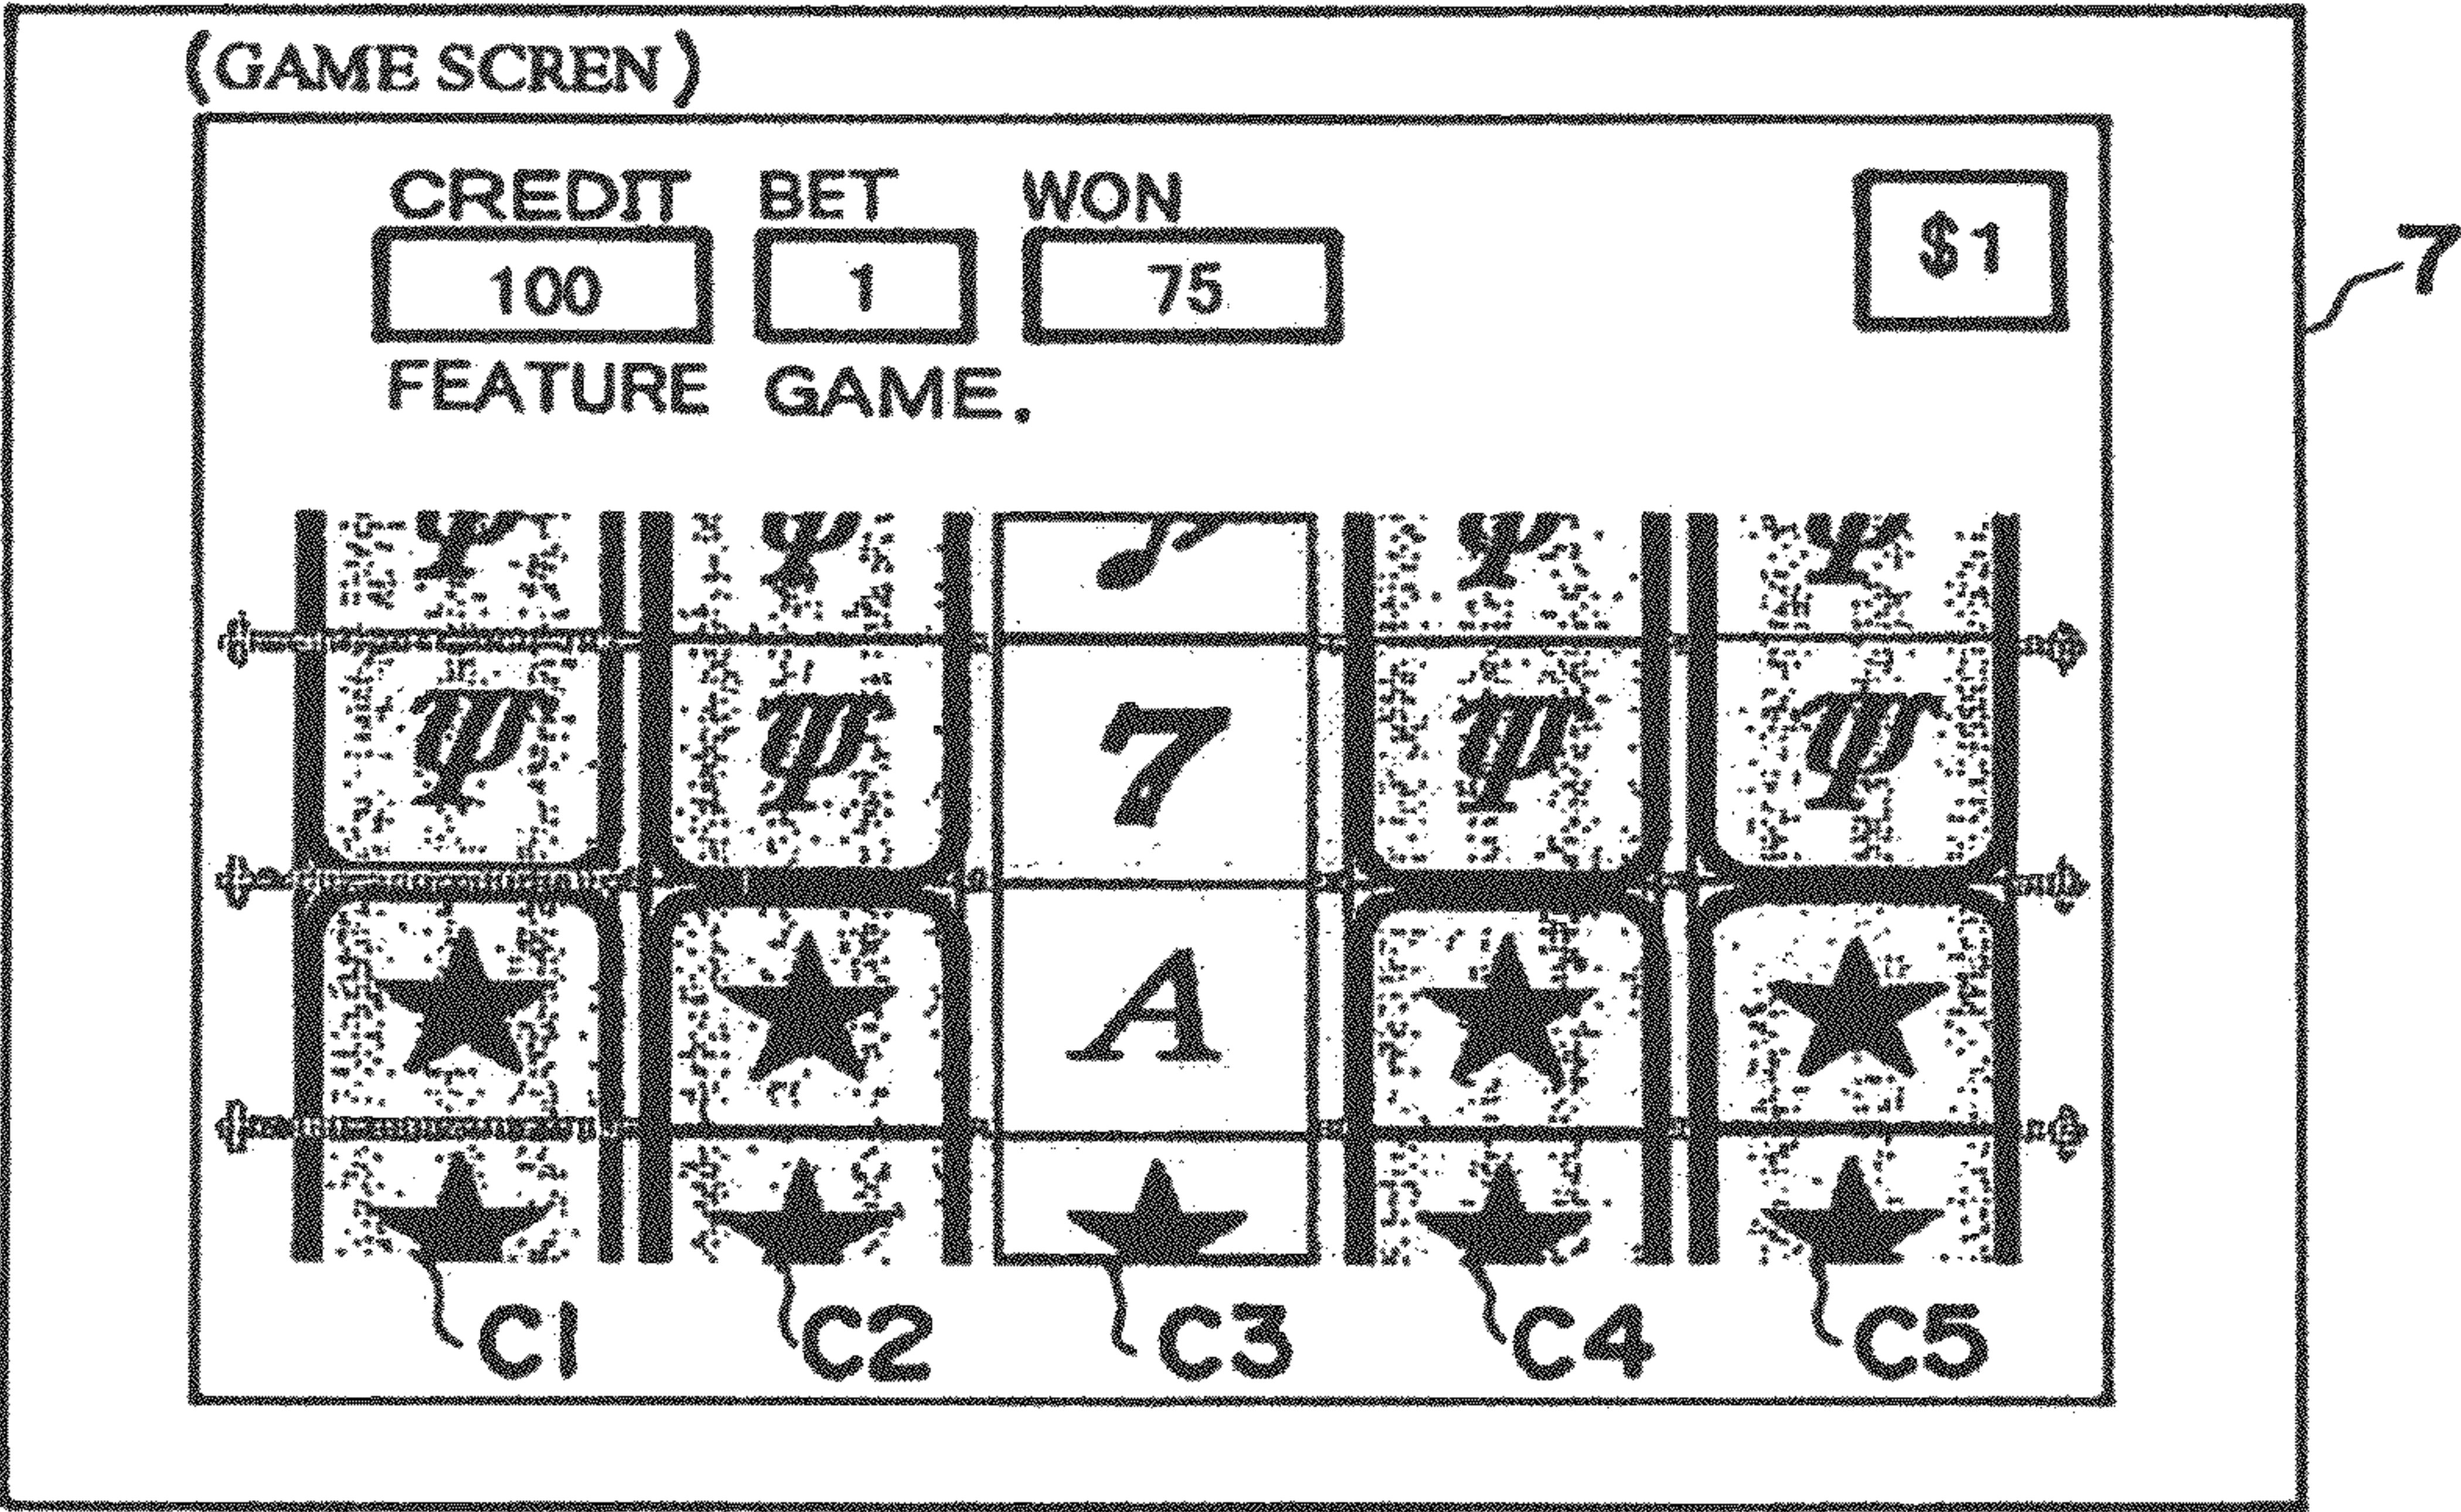 (GAME SCREN)
CREDIT BET WON
100 1 75 $1
7
FEATURE GAME.
Ψ Ψ 7 Ψ Ψ
A
C1 C2 C3 C4 C5